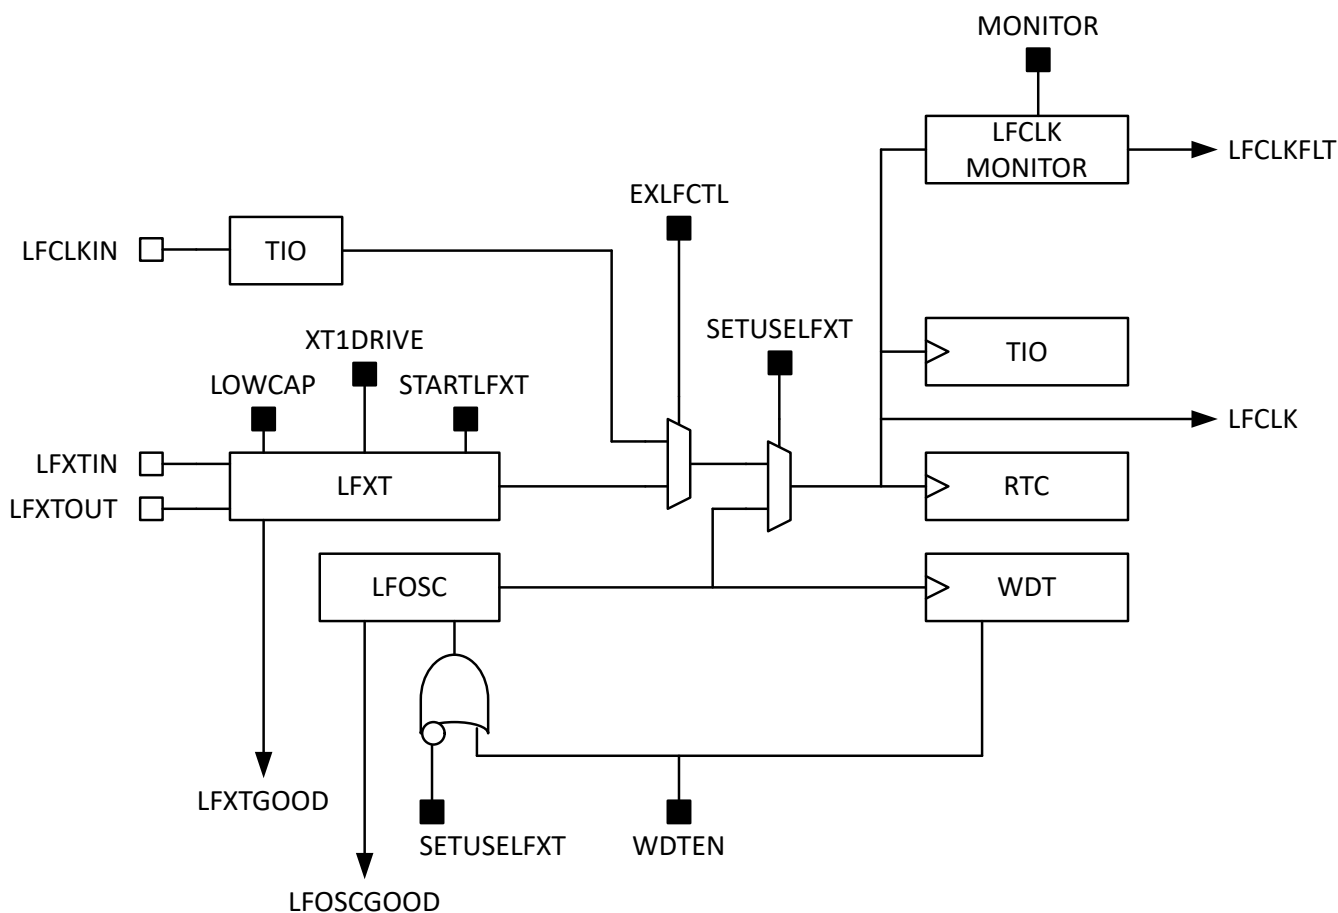 MONITOR
LFCLK
MONITOR
LFCLKFLT
EXLFCTL
LFCLKIN
TIO
SETUSELFXT
XT1DRIVE
TIO
LOWCAP
STARTLFXT
LFCLK
LFXTIN
LFXT
RTC
LFXTOUT
LFOSC
WDT
LFXTGOOD
SETUSELFXT
WDTEN
LFOSCGOOD